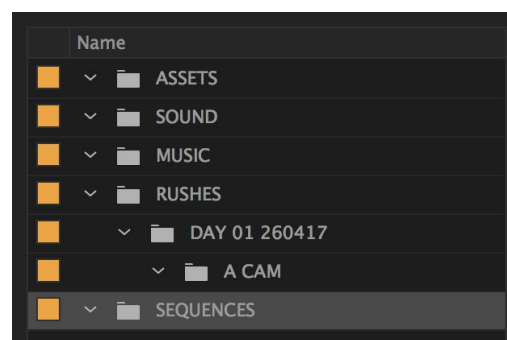 Name
ASSETS
SOUND
MUSIC
RUSHES
DAY 01 260417
A CAM
SEQUENCES